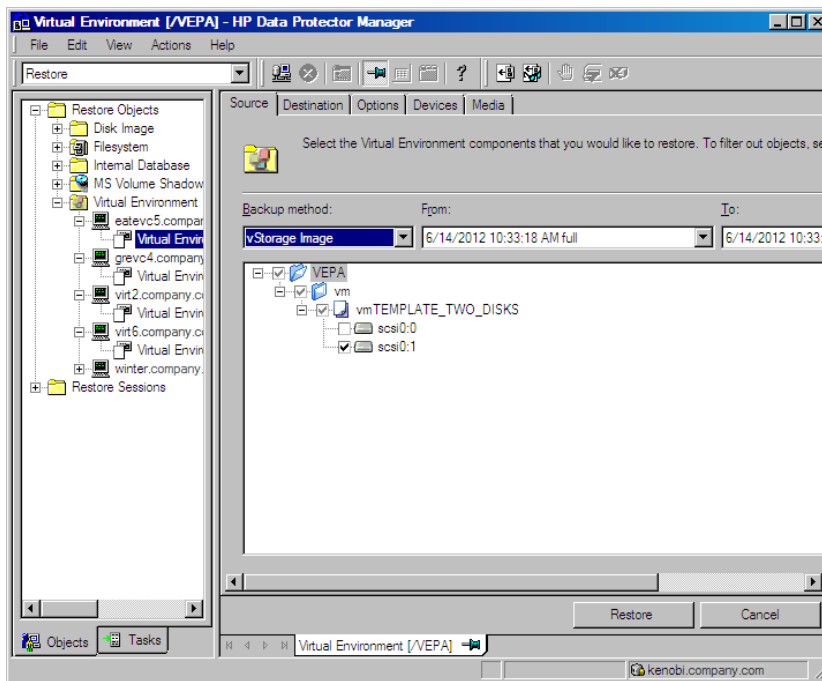 Virtual Environment [/VEPA] - HP Data Protector Manager
File Edit View Actions Help
Restore
Restore Objects
Disk Image
Filesystem
Internal Database
MS Volume Shadow
Virtual Environment
eatevc5.compar
Virtual Envir
grevc4.company
Virtual Envir
virt2.company.c
Virtual Envir
virt6.company.c
Virtual Envir
winter.company.
Restore Sessions
Objects Tasks
Source Destination Options Devices Media
Select the Virtual Environment components that you would like to restore. To filter out objects, se
Backup method: From: To:
vStorage Image 6/14/2012 10:33:18 AM full 6/14/2012 10:33:
VEPA
vm
vmTEMPLATE_TWO_DISKS
scsi0:0
scsi0:1
Restore Cancel
Virtual Environment [/VEPA]
kenobi.company.com